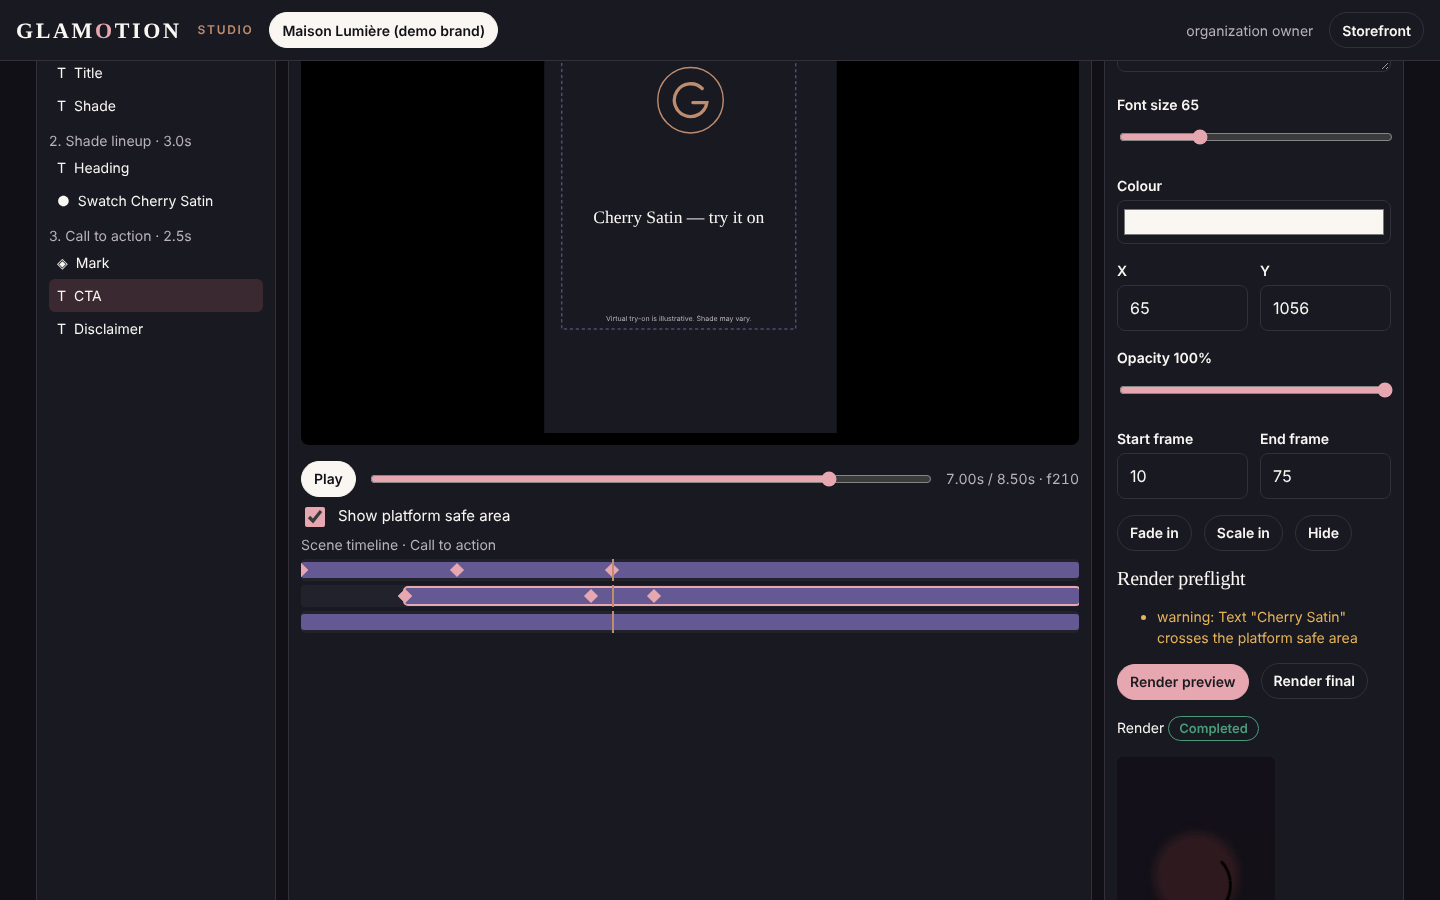 GLAMOTION STUDIO Maison Lumière (demo brand) organization owner Storefront
T Title
T Shade
2. Shade lineup · 3.0s
T Heading
Swatch Cherry Satin
3. Call to action · 2.5s
Mark
T CTA
T Disclaimer
G
Cherry Satin — try it on
Virtual try-on is illustrative. Shade may vary.
Play 7.00s / 8.50s · f210
Show platform safe area
Scene timeline · Call to action
Font size 65
Colour
X Y
65 1056
Opacity 100%
Start frame End frame
10 75
Fade in Scale in Hide
Render preflight
• warning: Text "Cherry Satin"
crosses the platform safe area
Render preview Render final
Render Completed